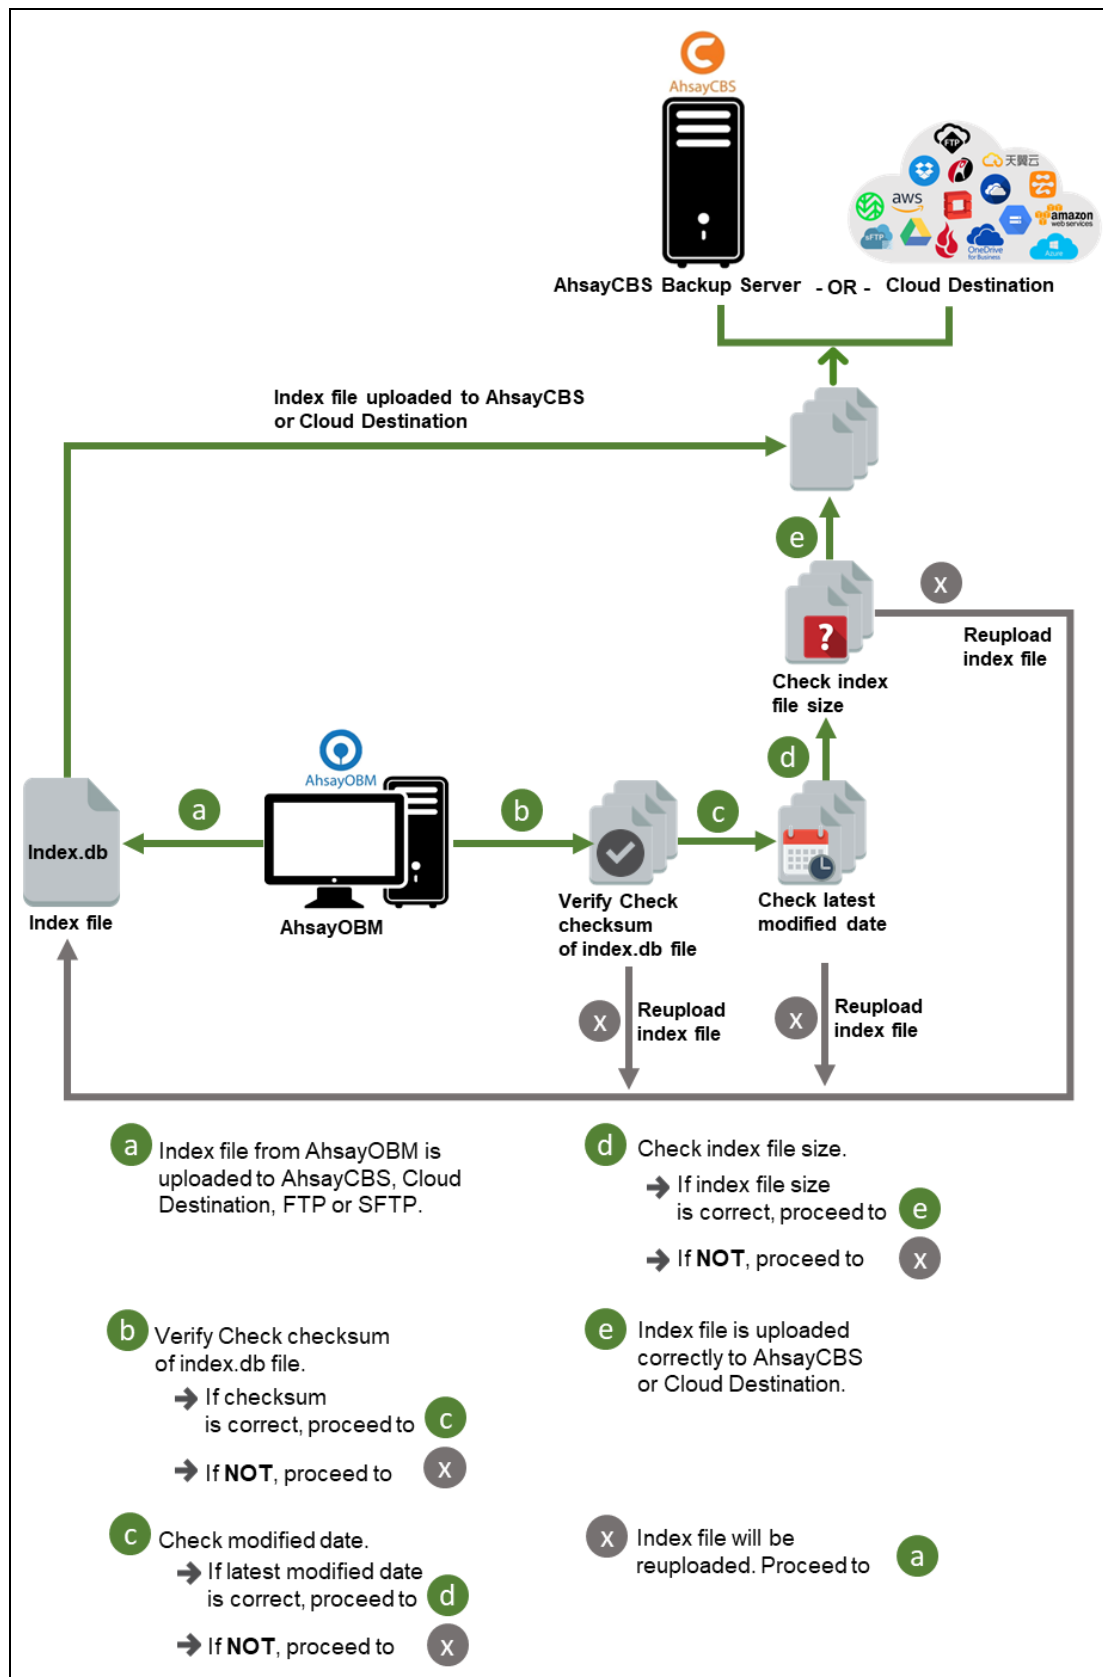 AhsayCBS
FTP
天翼云
aws
amazon
web services
SFTP
OneDrive
for Business
Azure
AhsayCBS Backup Server - OR - Cloud Destination
Index file uploaded to AhsayCBS
or Cloud Destination
e
x
?
Reupload
index file
Check index
file size
d
AhsayOBM
a
b
c
Index.db
Index file
AhsayOBM
Verify Check
checksum
of index.db file
Check latest
modified date
x
Reupload
index file
x
Reupload
index file
a
Index file from AhsayOBM is
uploaded to AhsayCBS, Cloud
Destination, FTP or SFTP.
b
Verify Check checksum
of index.db file.
If checksum
is correct, proceed to c
If NOT, proceed to x
c
Check modified date.
If latest modified date
is correct, proceed to d
If NOT, proceed to x
d
Check index file size.
If index file size
is correct, proceed to e
If NOT, proceed to x
e
Index file is uploaded
correctly to AhsayCBS
or Cloud Destination.
x
Index file will be
reuploaded. Proceed to a